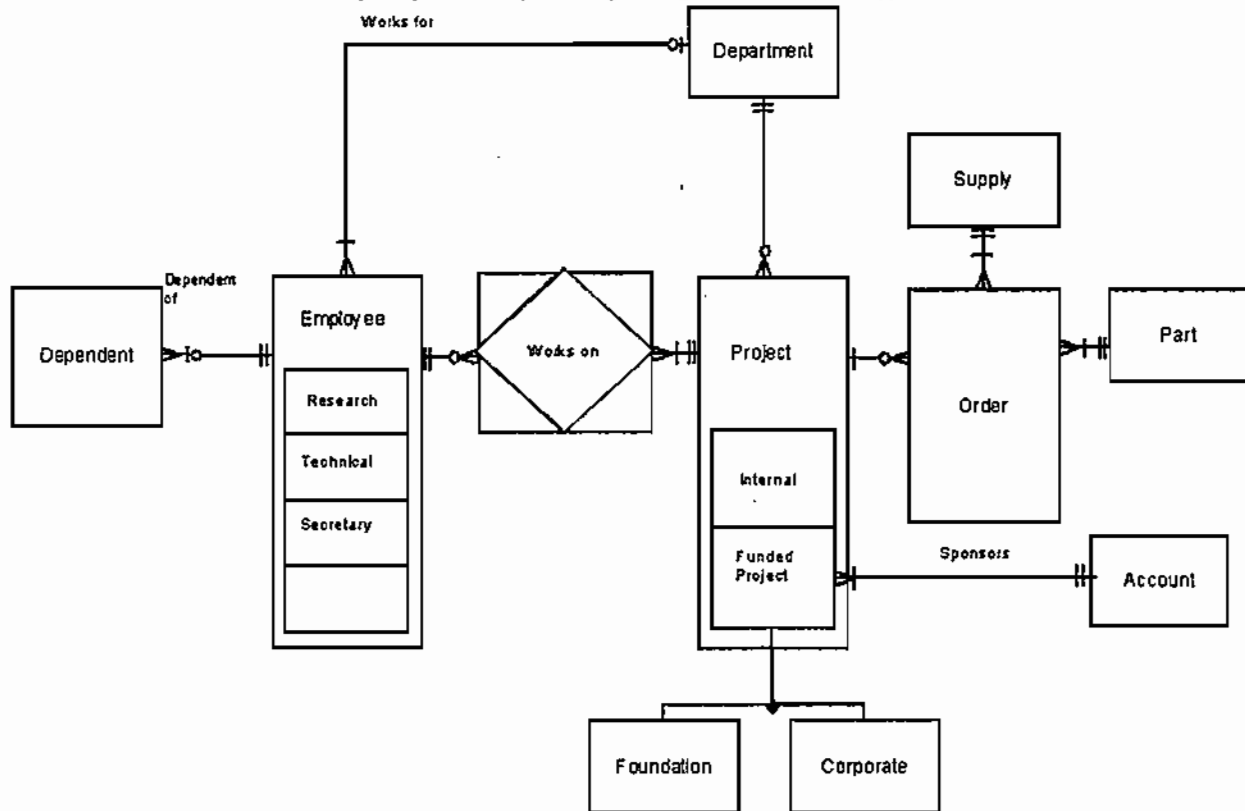 Works for
Department
Supply
Dependent
of
Employee
Dependent
Works on
Project
Part
Order
Research
Technical
Secretary
Internal
Funded
Project
Sponsors
Account
Foundation
Corporate